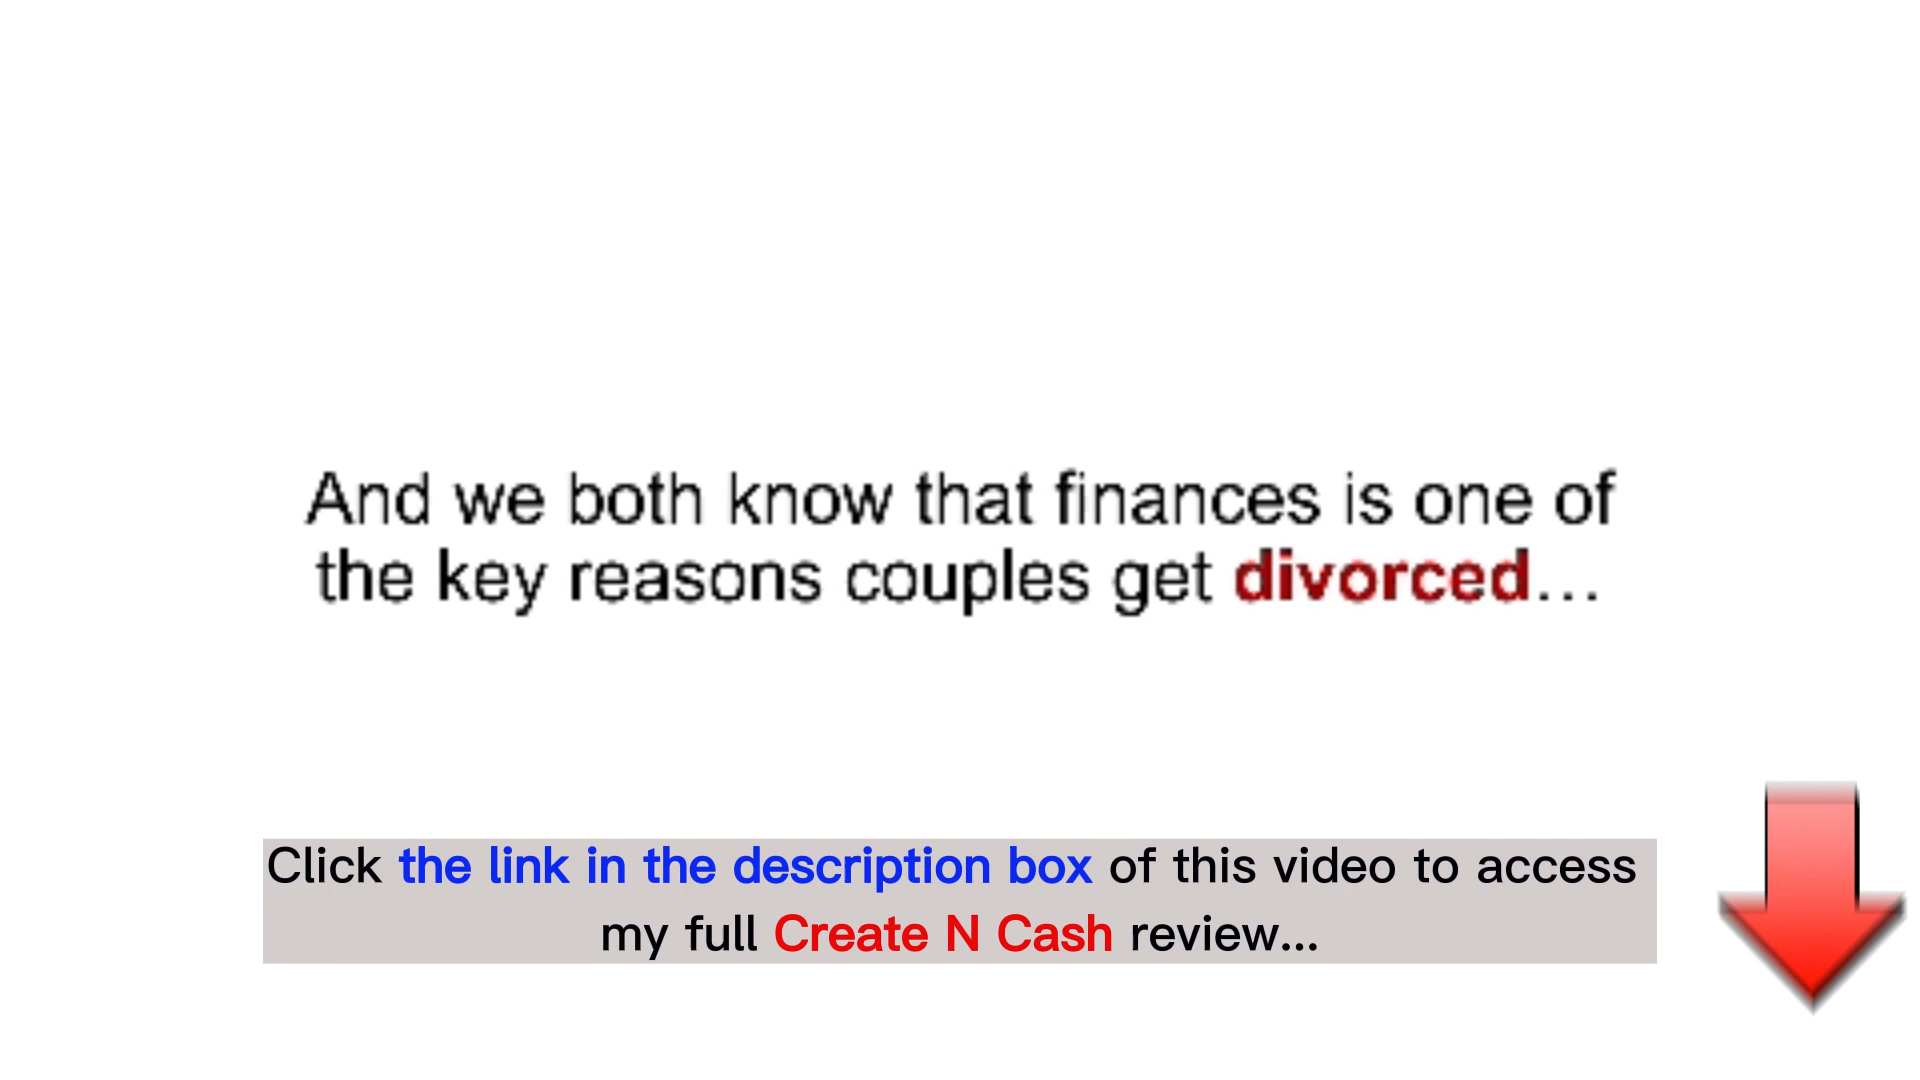 And we both know that finances is one of
the key reasons couples get divorced...
Click the link in the description box of this video to access
my full Create N Cash review...